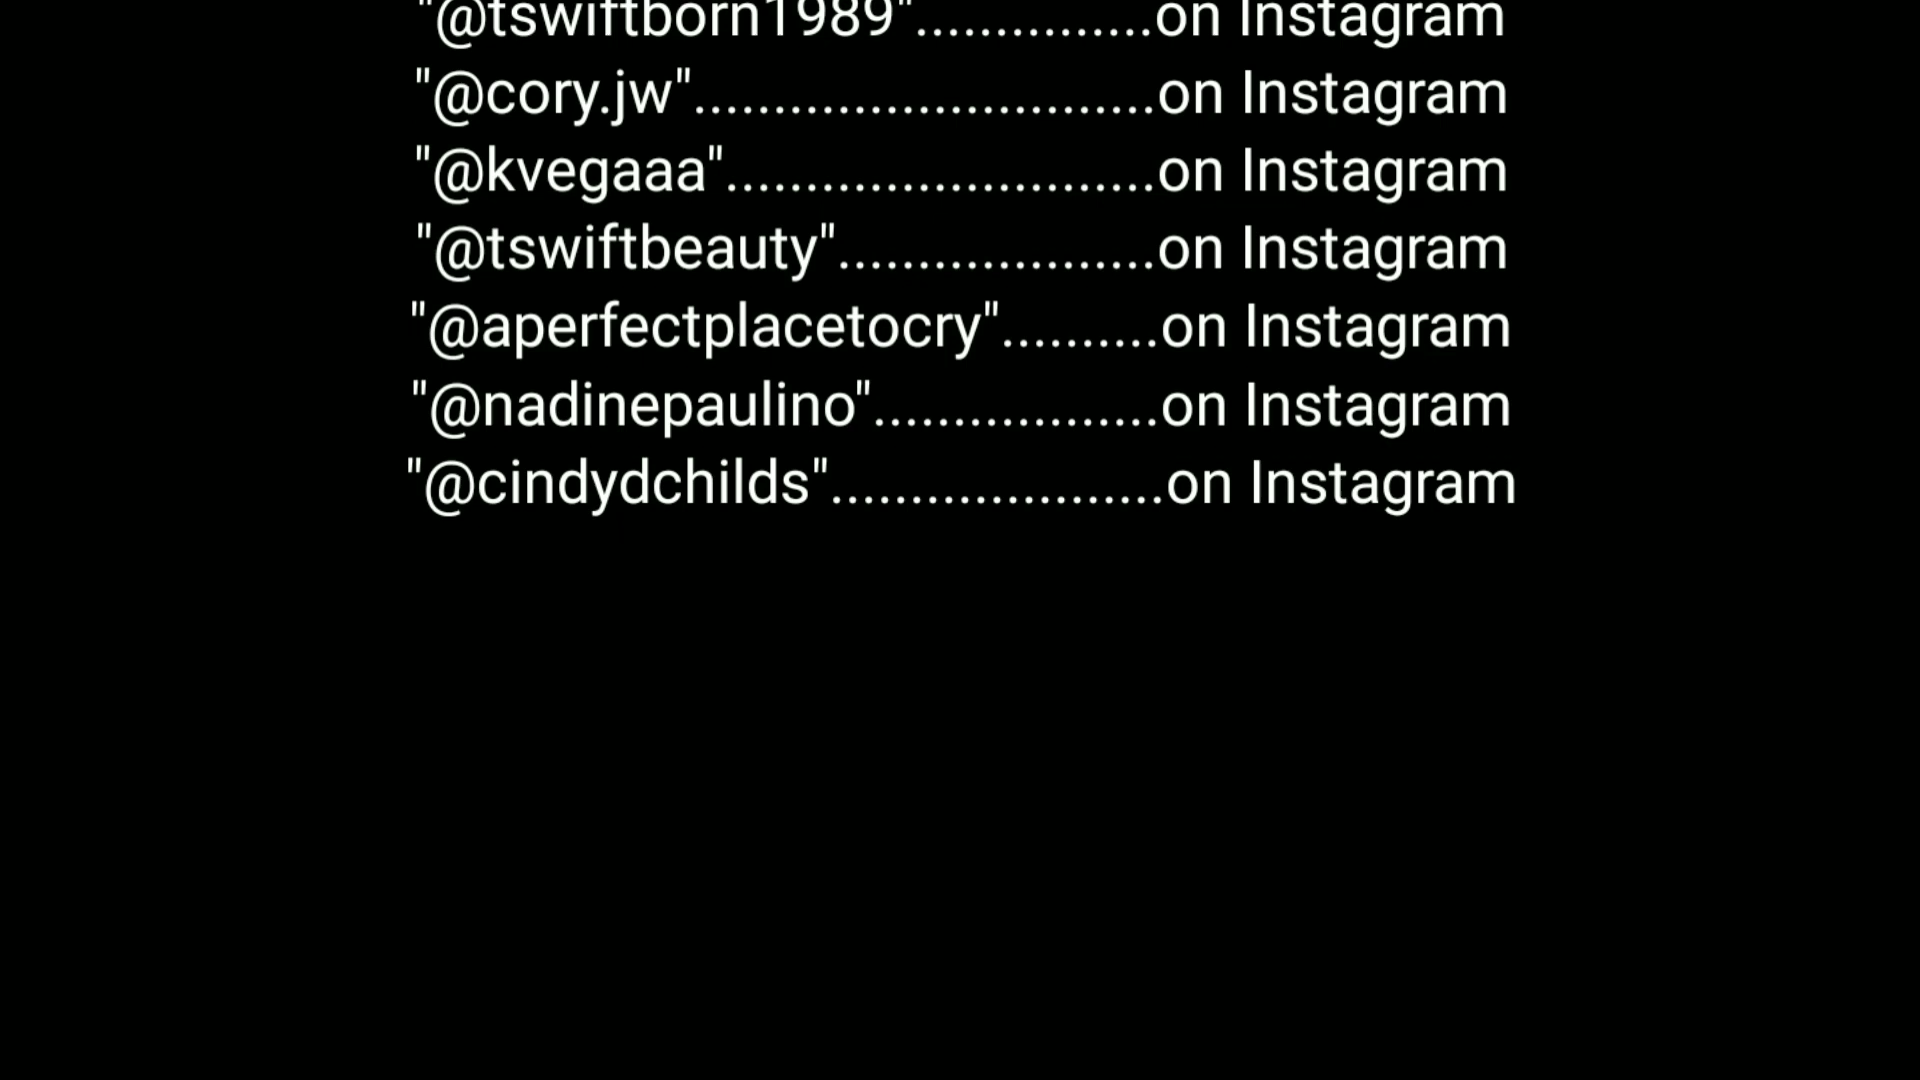 "@tswiftborn1989"...............on Instagram
"@cory.jw".............................on Instagram
"@kvegaaa"...........................on Instagram
"@tswiftbeauty"....................on Instagram
"@aperfectplacetocry"..........on Instagram
"@nadinepaulino"..................on Instagram
"@cindydchilds".....................on Instagram